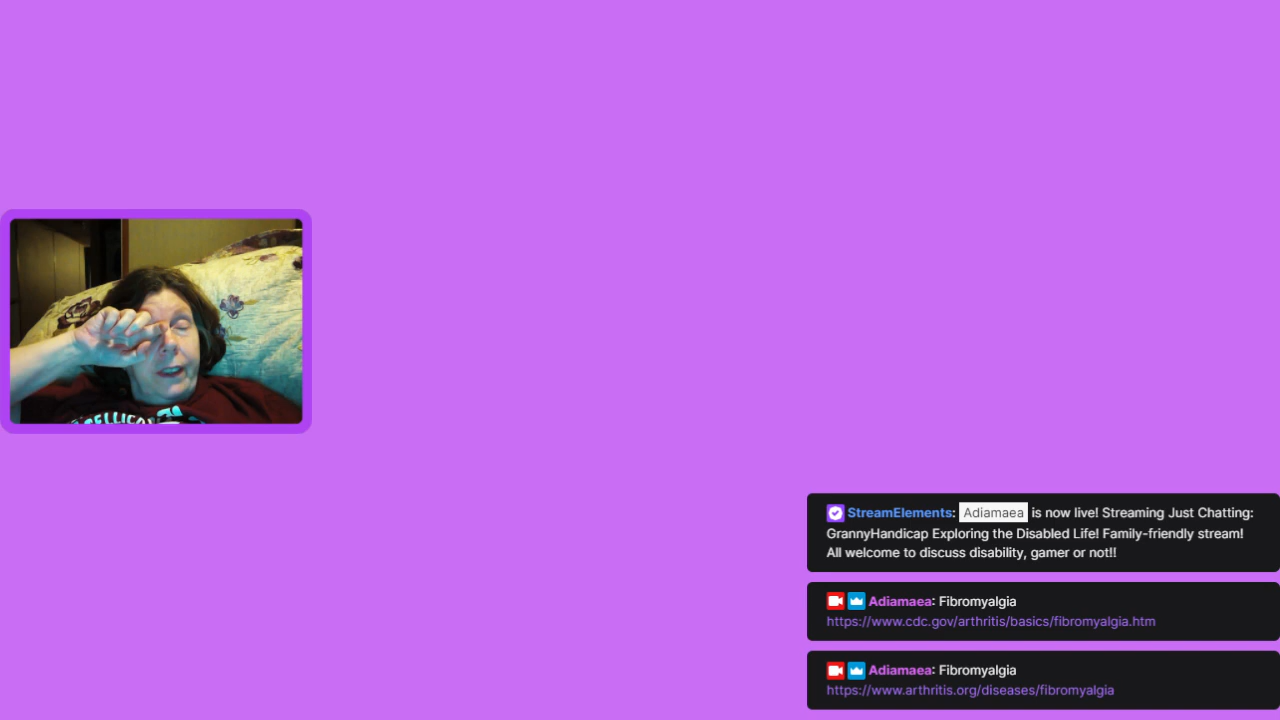 StreamElements: Adiamaea is now live! Streaming Just Chatting:
GrannyHandicap Exploring the Disabled Life! Family-friendly stream!
All welcome to discuss disability, gamer or not!!
Adiamaea: Fibromyalgia
https://www.cdc.gov/arthritis/basics/fibromyalgia.htm
Adiamaea: Fibromyalgia
https://www.arthritis.org/diseases/fibromyalgia